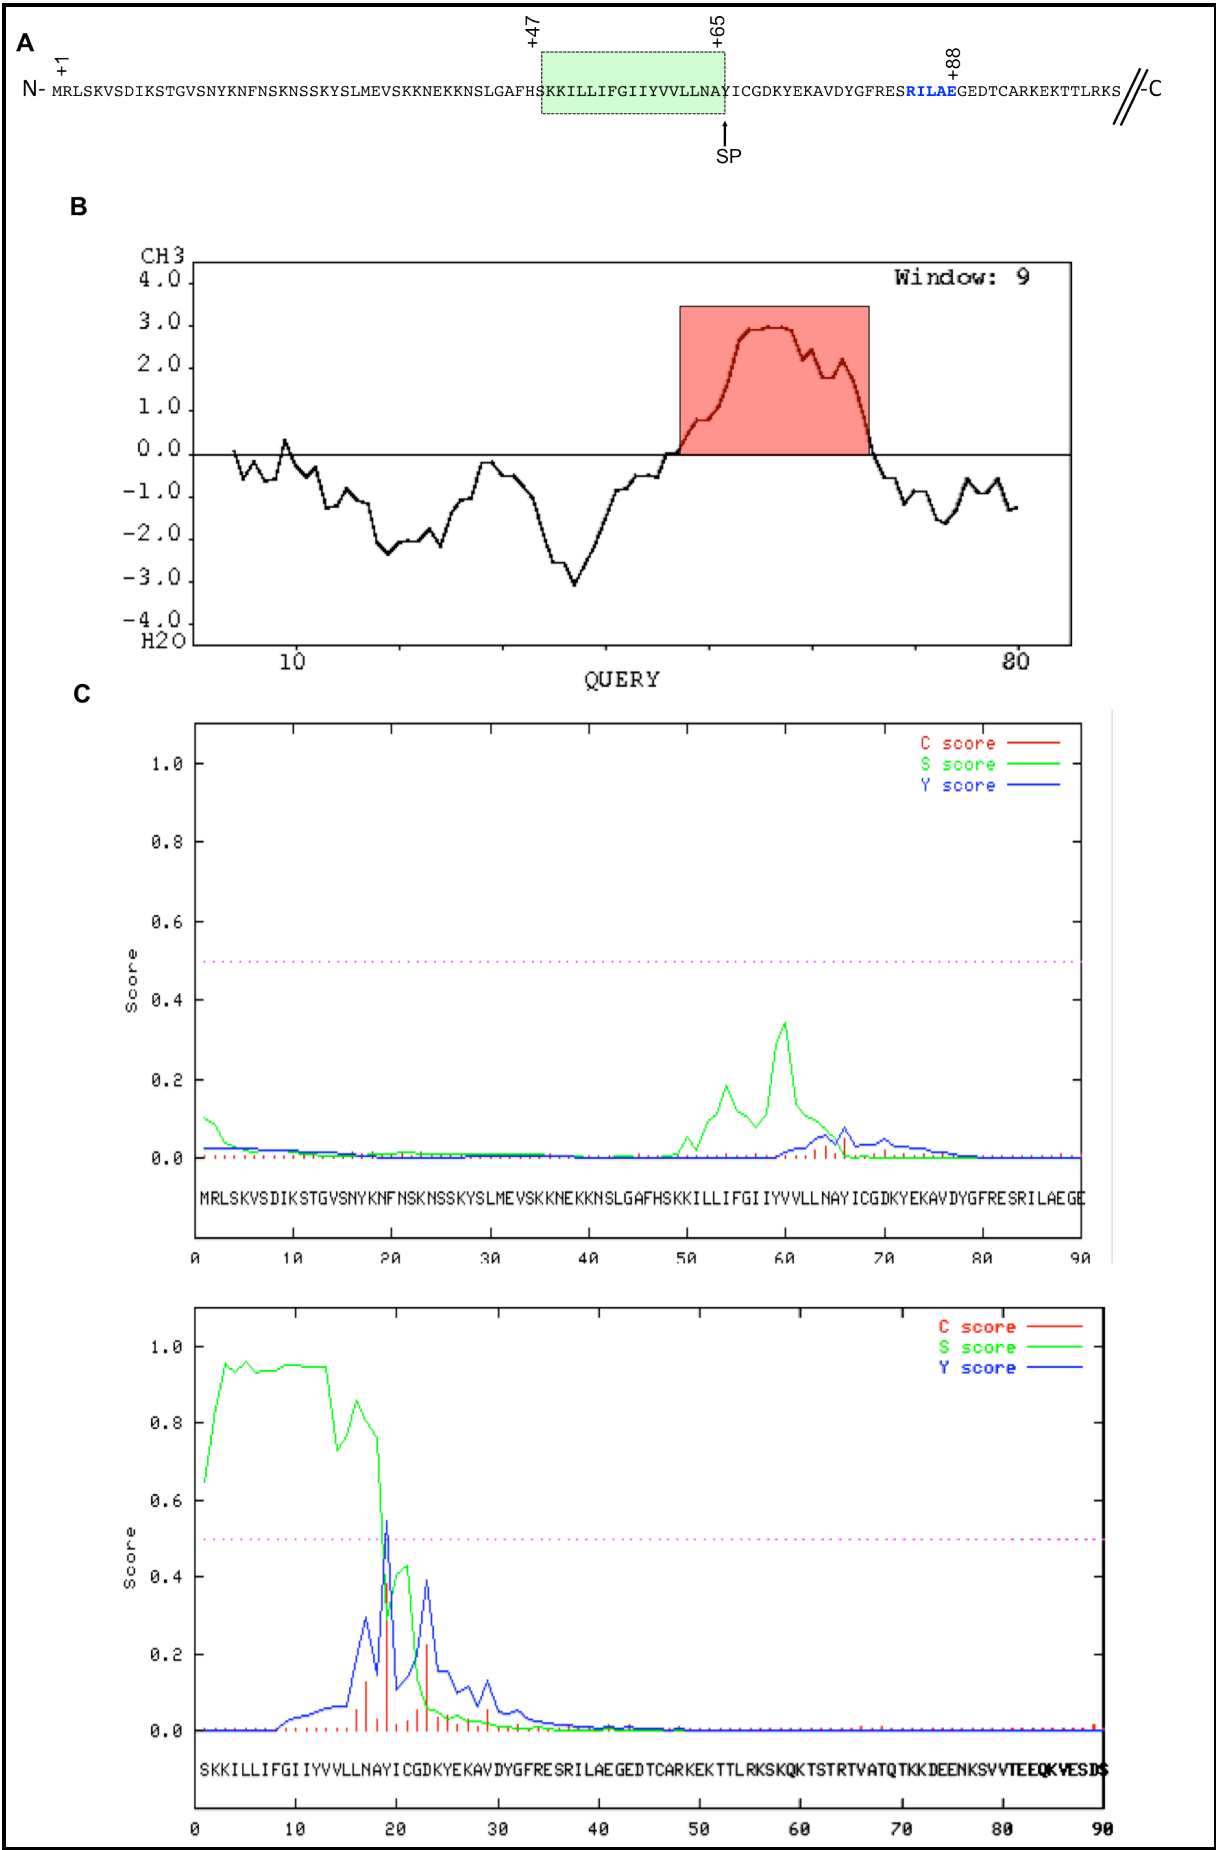 A
+1
+47
+65
+88
N- MRLSKVSDIKSTGVSNYKNFNSKNSSKYSLMEVSKKNEKKNSLGAFHSKKILLIFGIIYVVLLNAYICGDKYEKAVDYGFRESRILAEGEDTCARKEKTTLRKS -C
SP
B
CH3
Window: 9
4.0
3.0
2.0
1.0
0.0
-1.0
-2.0
-3.0
-4.0
H2O
10 80
QUERY
C
C score
S score
Y score
1.0
0.8
0.6
0.4
0.2
0.0
Score
MRLSKVSDIKSTGVSNYKNFNSKNSSKYSLMEVSKKNEKKNSLGAFHSKKILLIFGIIYVVLLNAYICGDKYEKAVDYGFRESRILAEGE
0 10 20 30 40 50 60 70 80 90
C score
S score
Y score
1.0
0.8
0.6
0.4
0.2
0.0
Score
SKKILLIFGIIYVVLLNAYICGDKYEKAVDYGFRESRILAEGEDTCARKEKTTLRKSKQKTSTRTVATQTKKDEENKSVVTEEQKVESDS
0 10 20 30 40 50 60 70 80 90